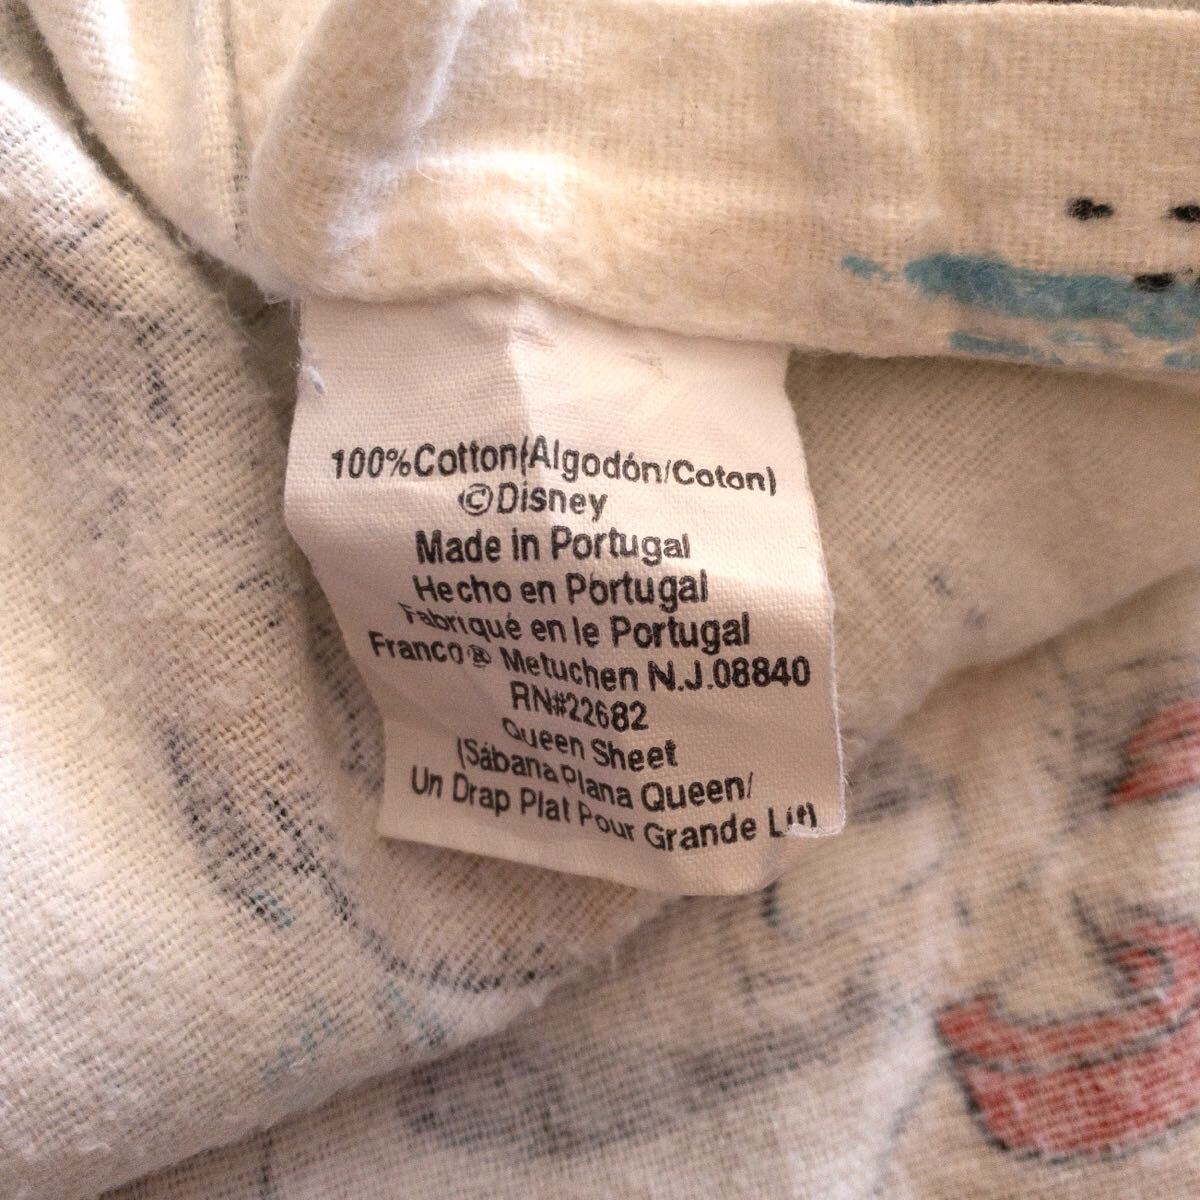 100%Cotton(Algodón/Coton)
©Disney
Made in Portugal
Hecho en Portugal
Fabriqué en le Portugal
Franco® Metuchen N.J.08840
RN#22682
Queen Sheet
(Sábana Plana Queen/
Un Drap Plat Pour Grande Lit)